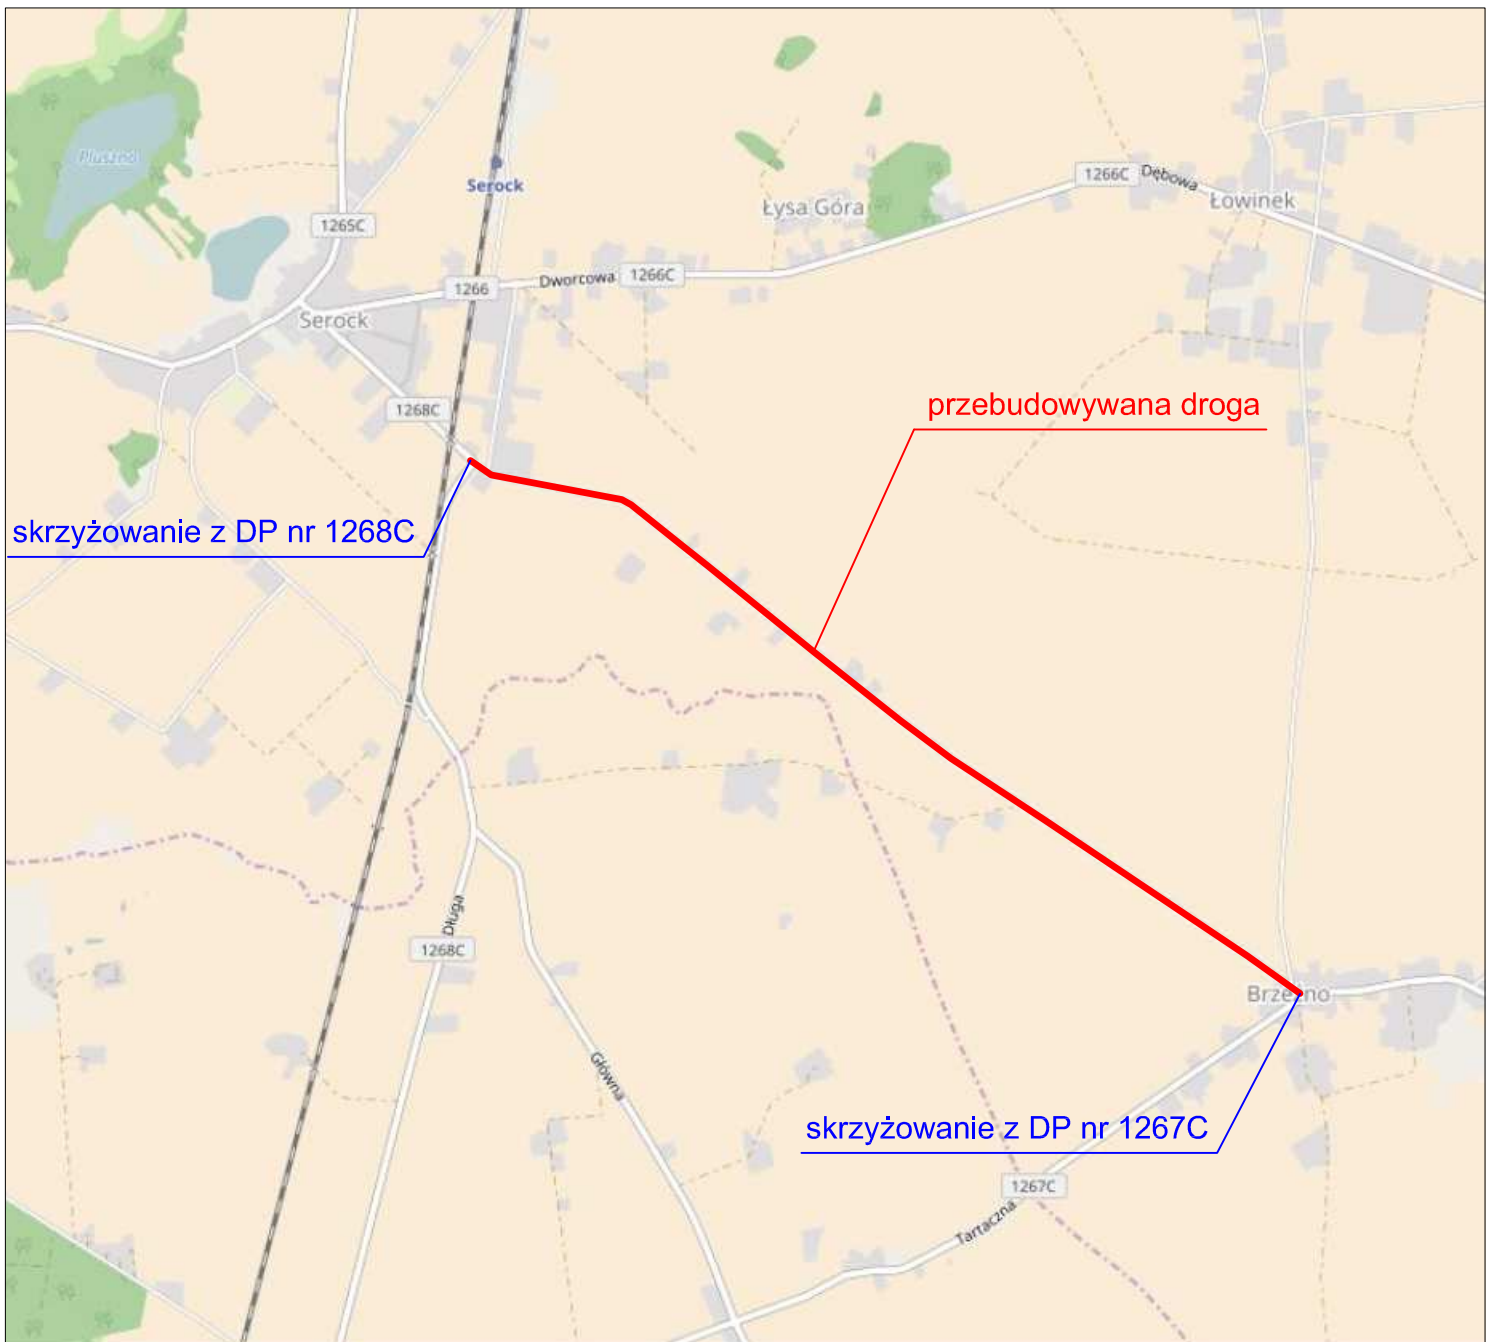 Pluszno
Serock
1265C
Łysa Góra
1266C
Dębowa
Łowinek
1266
Dworcowa
1266C
Serock
1268C
przebudowywana droga
skrzyżowanie z DP nr 1268C
Długa
1268C
Brzeźno
Główna
skrzyżowanie z DP nr 1267C
1267C
Tartaczna